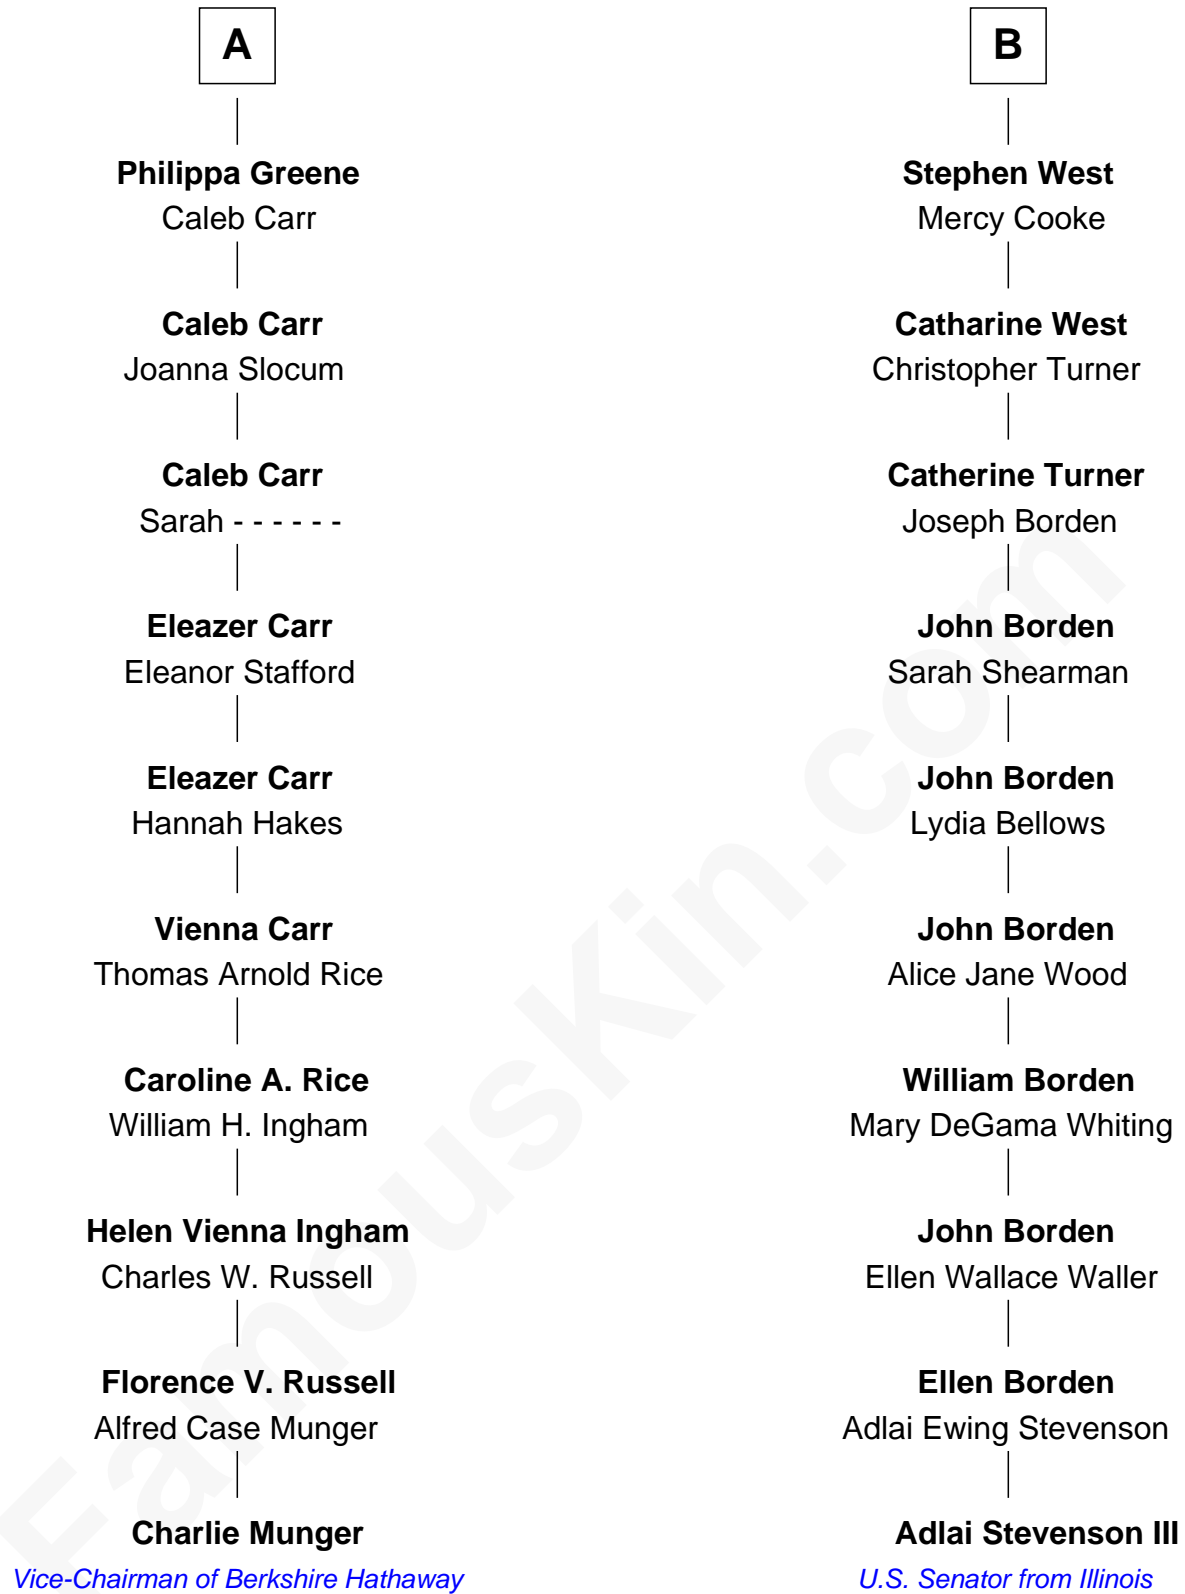 A
Philippa Greene
Caleb Carr
Caleb Carr
Joanna Slocum
Caleb Carr
Sarah - - - - - -
Eleazer Carr
Eleanor Stafford
Eleazer Carr
Hannah Hakes
Vienna Carr
Thomas Arnold Rice
Caroline A. Rice
William H. Ingham
Helen Vienna Ingham
Charles W. Russell
Florence V. Russell
Alfred Case Munger
Charlie Munger
Vice-Chairman of Berkshire Hathaway
B
Stephen West
Mercy Cooke
Catharine West
Christopher Turner
Catherine Turner
Joseph Borden
John Borden
Sarah Shearman
John Borden
Lydia Bellows
John Borden
Alice Jane Wood
William Borden
Mary DeGama Whiting
John Borden
Ellen Wallace Waller
Ellen Borden
Adlai Ewing Stevenson
Adlai Stevenson III
U.S. Senator from Illinois
FamousKin.com